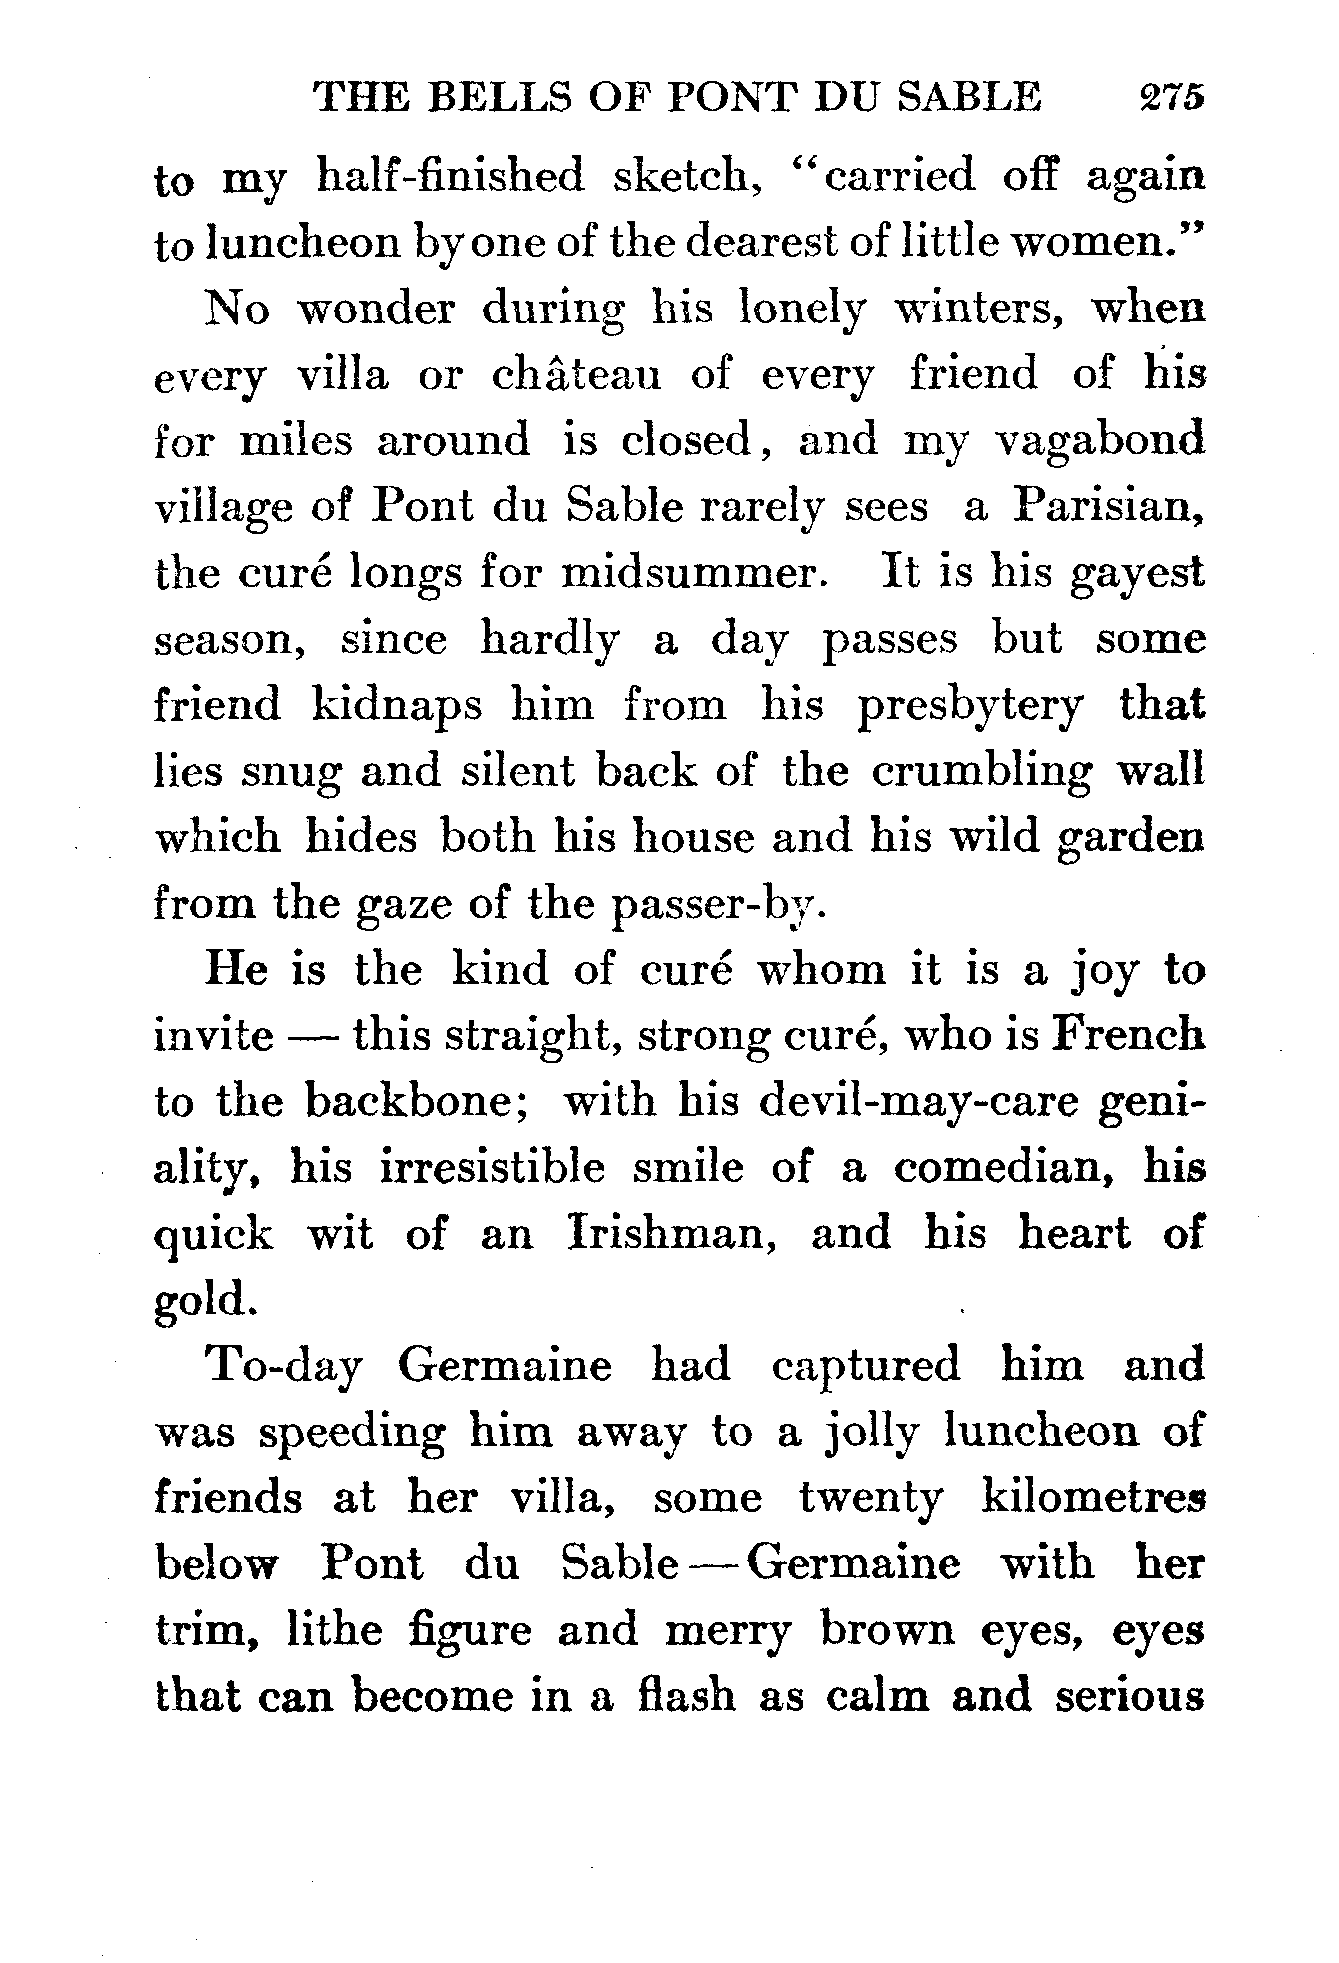 THE BELLS OF PONT DU SABLE 275
to my half-finished sketch, “carried off again
to luncheon by one of the dearest of little women.”
No wonder during his lonely winters, when
every villa or château of every friend of his
for miles around is closed, and my vagabond
village of Pont du Sable rarely sees a Parisian,
the curé longs for midsummer. It is his gayest
season, since hardly a day passes but some
friend kidnaps him from his presbytery that
lies snug and silent back of the crumbling wall
which hides both his house and his wild garden
from the gaze of the passer-by.
He is the kind of curé whom it is a joy to
invite — this straight, strong curé, who is French
to the backbone; with his devil-may-care geni-
ality, his irresistible smile of a comedian, his
quick wit of an Irishman, and his heart of
gold.
To-day Germaine had captured him and
was speeding him away to a jolly luncheon of
friends at her villa, some twenty kilometres
below Pont du Sable — Germaine with her
trim, lithe figure and merry brown eyes, eyes
that can become in a flash as calm and serious